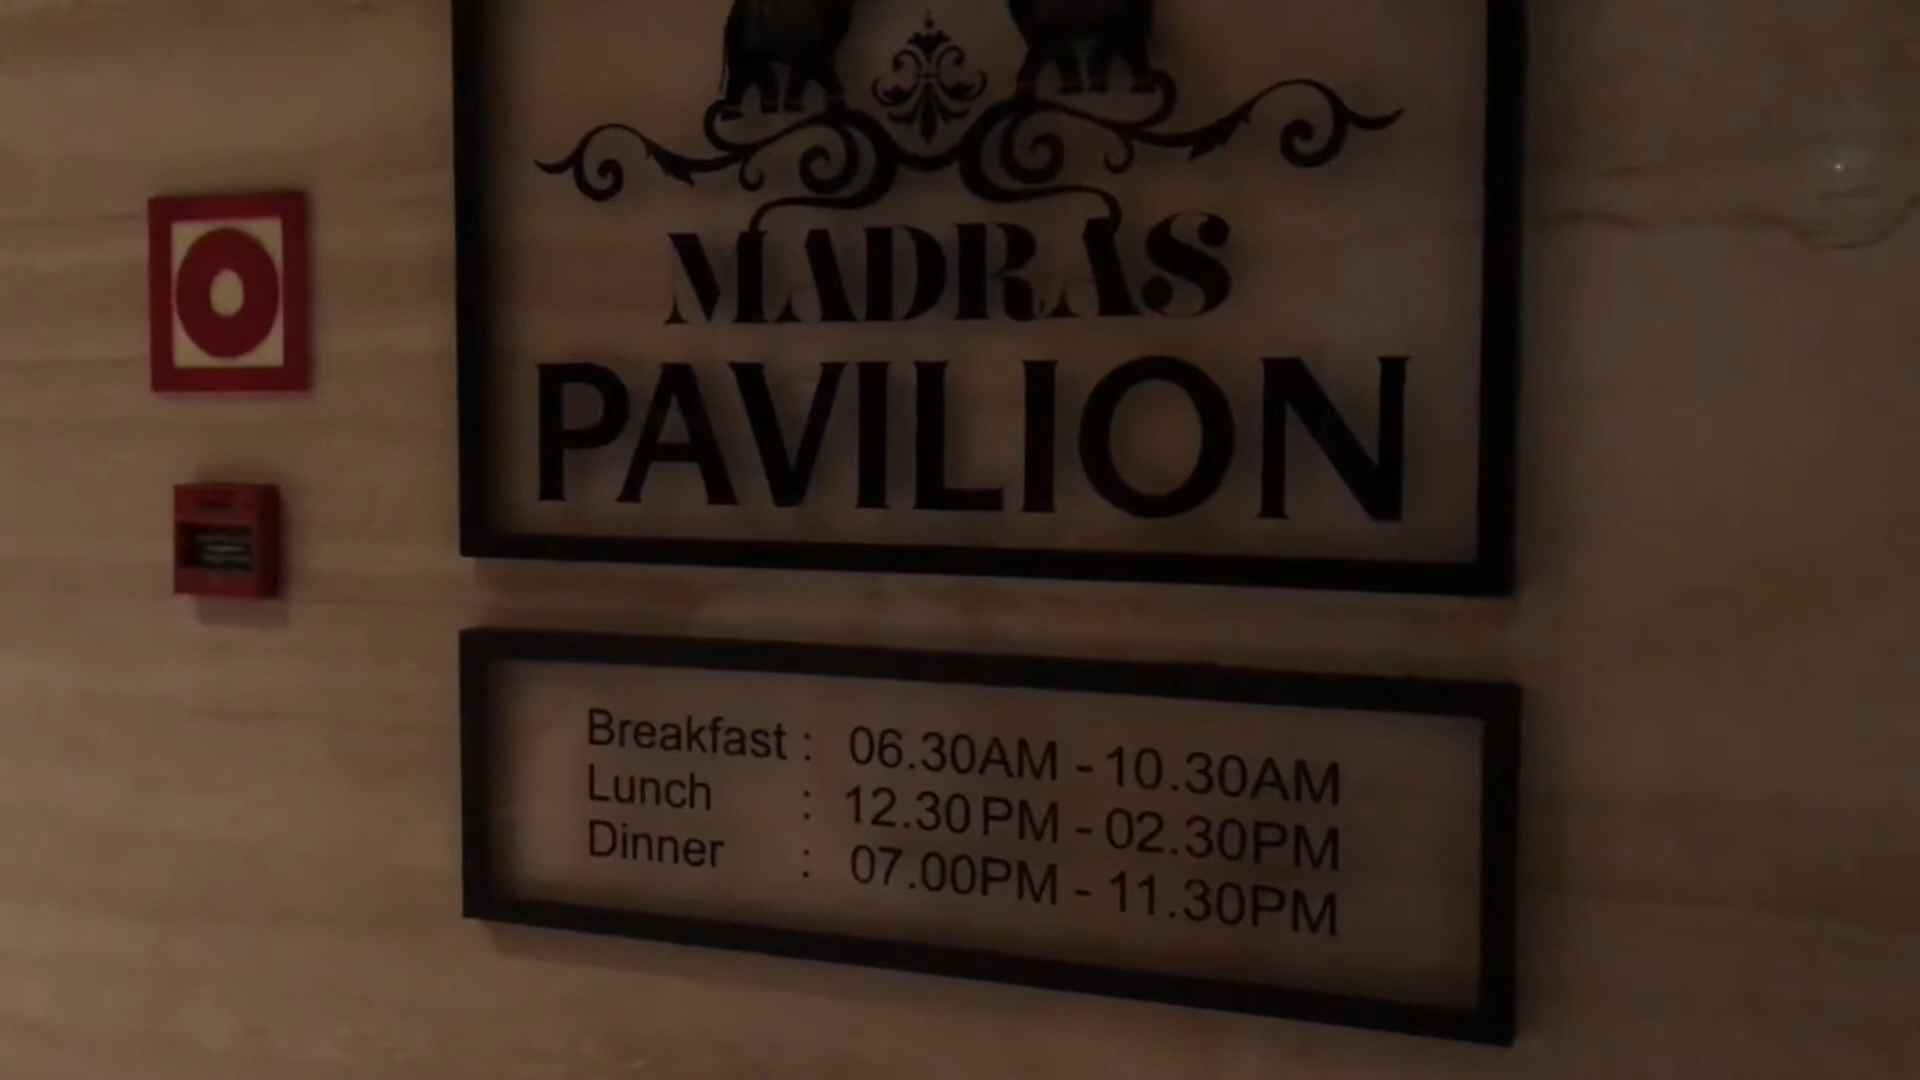 MADRAS
PAVILION
Breakfast : 06.30AM - 10.30AM
Lunch : 12.30PM - 02.30PM
Dinner : 07.00PM - 11.30PM